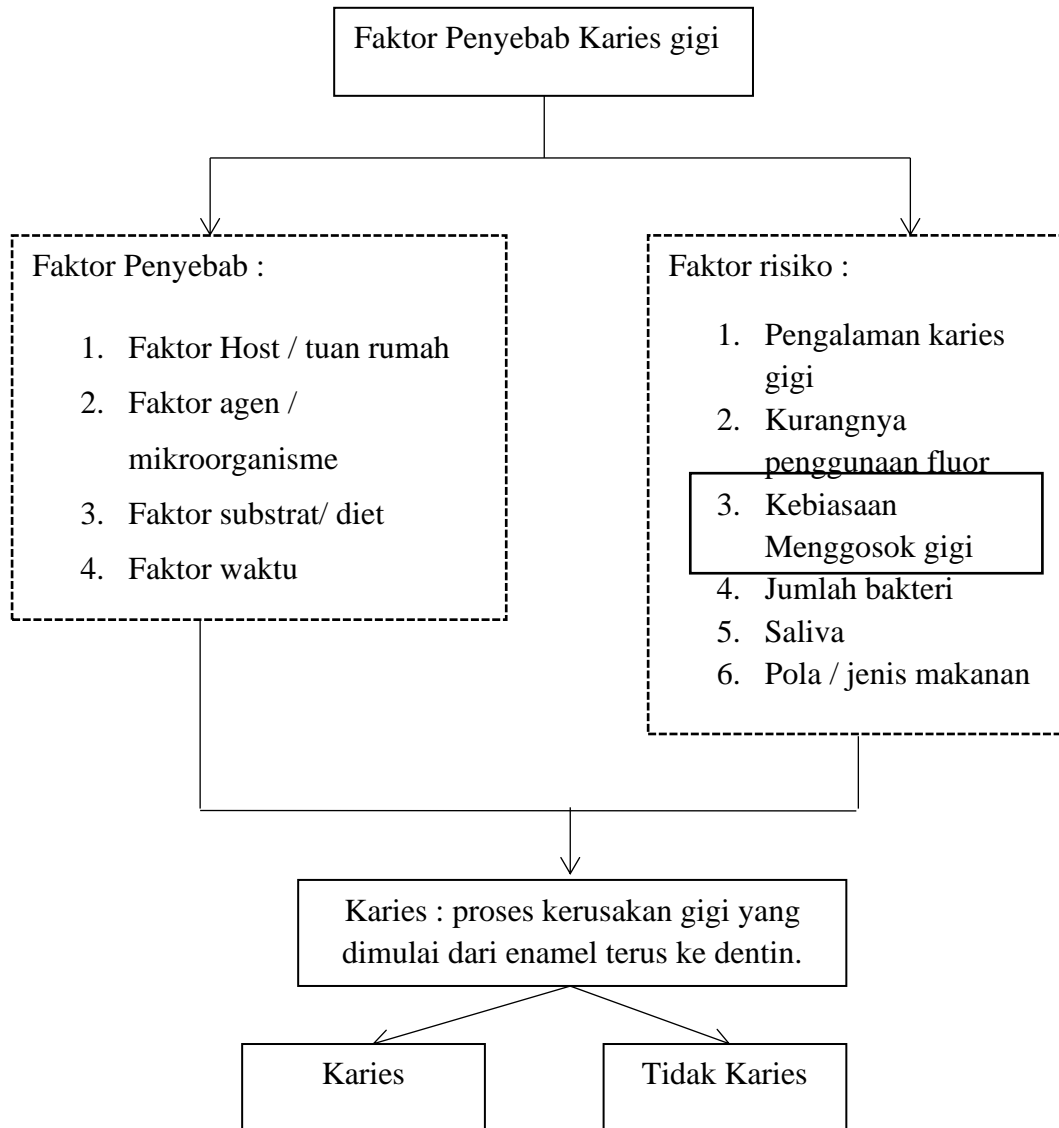 Faktor Penyebab Karies gigi
Faktor Penyebab :
1. Faktor Host / tuan rumah
2. Faktor agen /
mikroorganisme
3. Faktor substrat/ diet
4. Faktor waktu
Faktor risiko :
1. Pengalaman karies
gigi
2. Kurangnya
penggunaan fluor
3. Kebiasaan
Menggosok gigi
4. Jumlah bakteri
5. Saliva
6. Pola / jenis makanan
Karies : proses kerusakan gigi yang
dimulai dari enamel terus ke dentin.
Karies
Tidak Karies